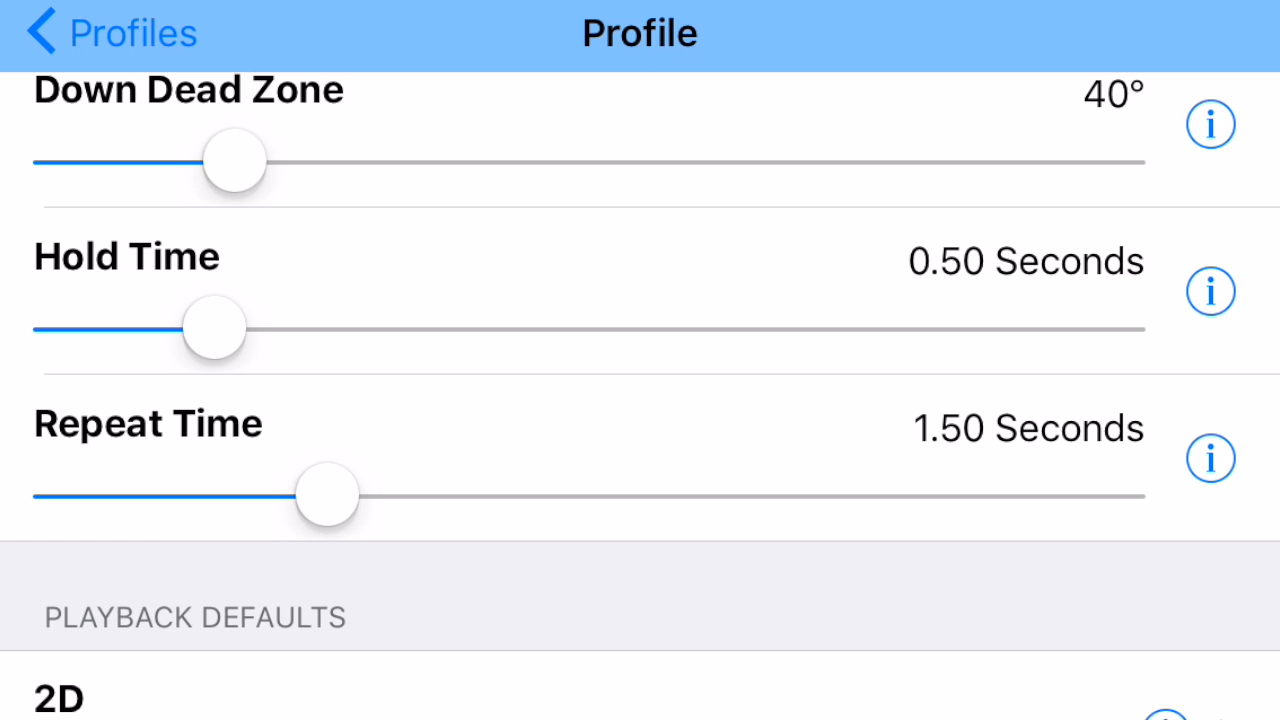 Profiles
Profile
Down Dead Zone
40°
Hold Time
0.50 Seconds
Repeat Time
1.50 Seconds
PLAYBACK DEFAULTS
2D